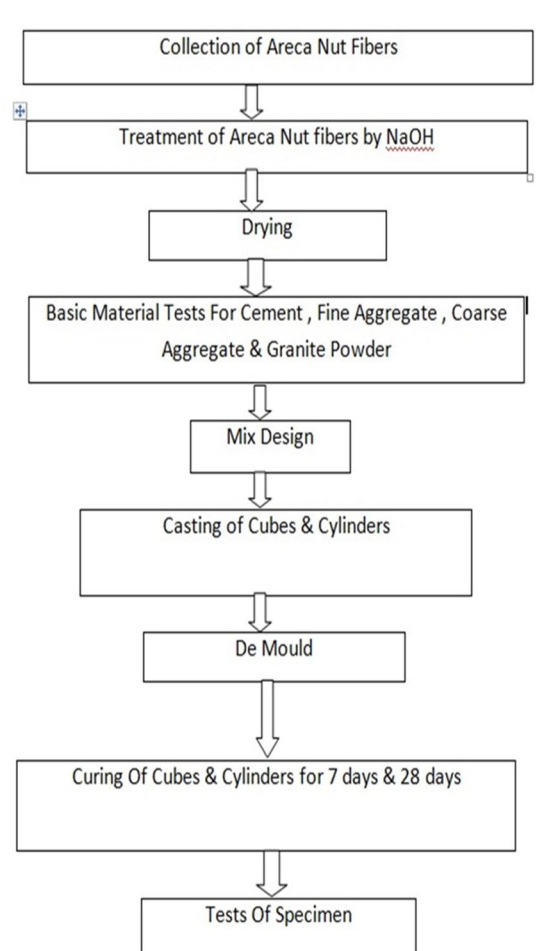 Collection of Areca Nut Fibers
Treatment of Areca Nut fibers by NaOH
Drying
Basic Material Tests For Cement , Fine Aggregate , Coarse
Aggregate & Granite Powder
Mix Design
Casting of Cubes & Cylinders
De Mould
Curing Of Cubes & Cylinders for 7 days & 28 days
Tests Of Specimen